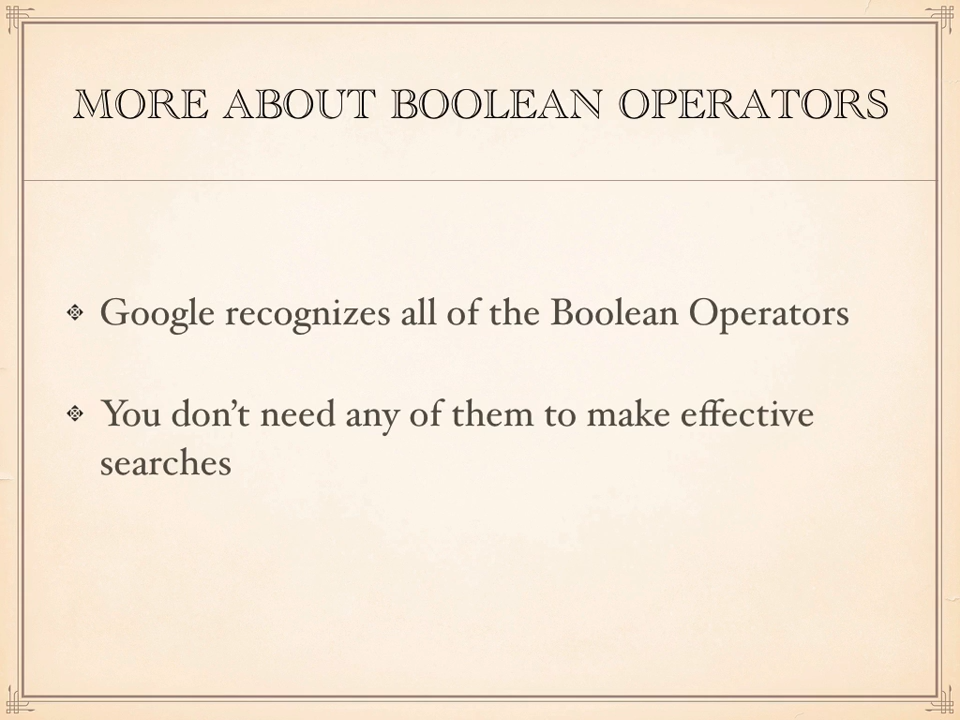 MORE ABOUT BOOLEAN OPERATORS
Google recognizes all of the Boolean Operators
You don’t need any of them to make effective
searches